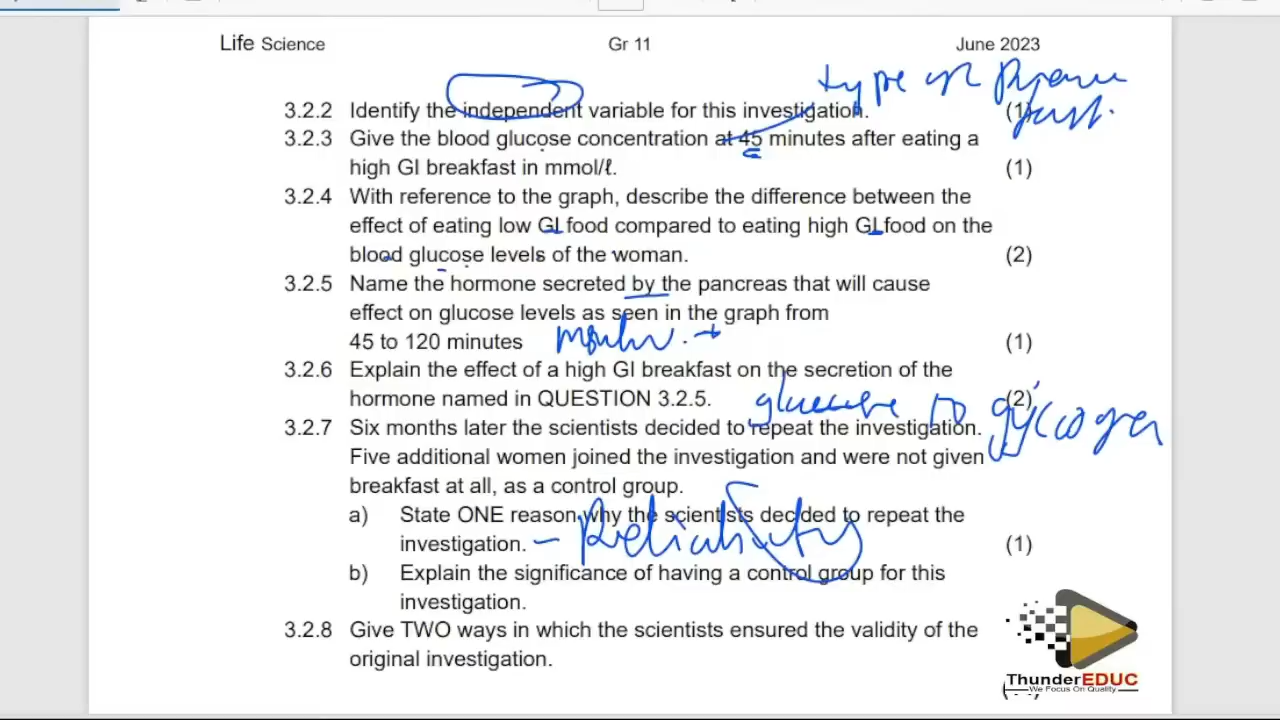 Life Science Gr 11 June 2023
type of
3.2.2 Identify the independent variable for this investigation. (1)
3.2.3 Give the blood glucose concentration at 45 minutes after eating a
high GI breakfast in mmol/ℓ. (1)
3.2.4 With reference to the graph, describe the difference between the
effect of eating low GI food compared to eating high GI food on the
blood glucose levels of the woman. (2)
3.2.5 Name the hormone secreted by the pancreas that will cause
effect on glucose levels as seen in the graph from
45 to 120 minutes (1)
3.2.6 Explain the effect of a high GI breakfast on the secretion of the
hormone named in QUESTION 3.2.5. (2)
3.2.7 Six months later the scientists decided to repeat the investigation.
Five additional women joined the investigation and were not given
breakfast at all, as a control group.
a) State ONE reason why the scientists decided to repeat the
investigation. – Reliability (1)
b) Explain the significance of having a control group for this
investigation.
3.2.8 Give TWO ways in which the scientists ensured the validity of the
original investigation.
ThunderEDUC
We Focus On Quality